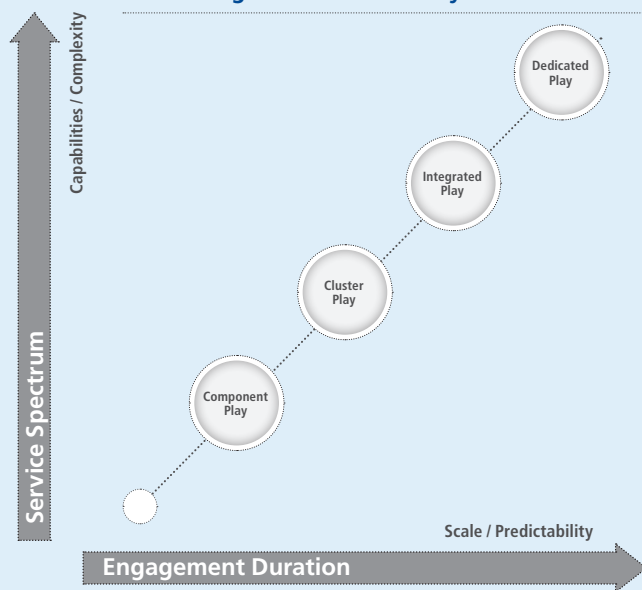 Capabilities / Complexity
Service Spectrum
Dedicated
Play
Integrated
Play
Cluster
Play
Component
Play
Scale / Predictability
Engagement Duration